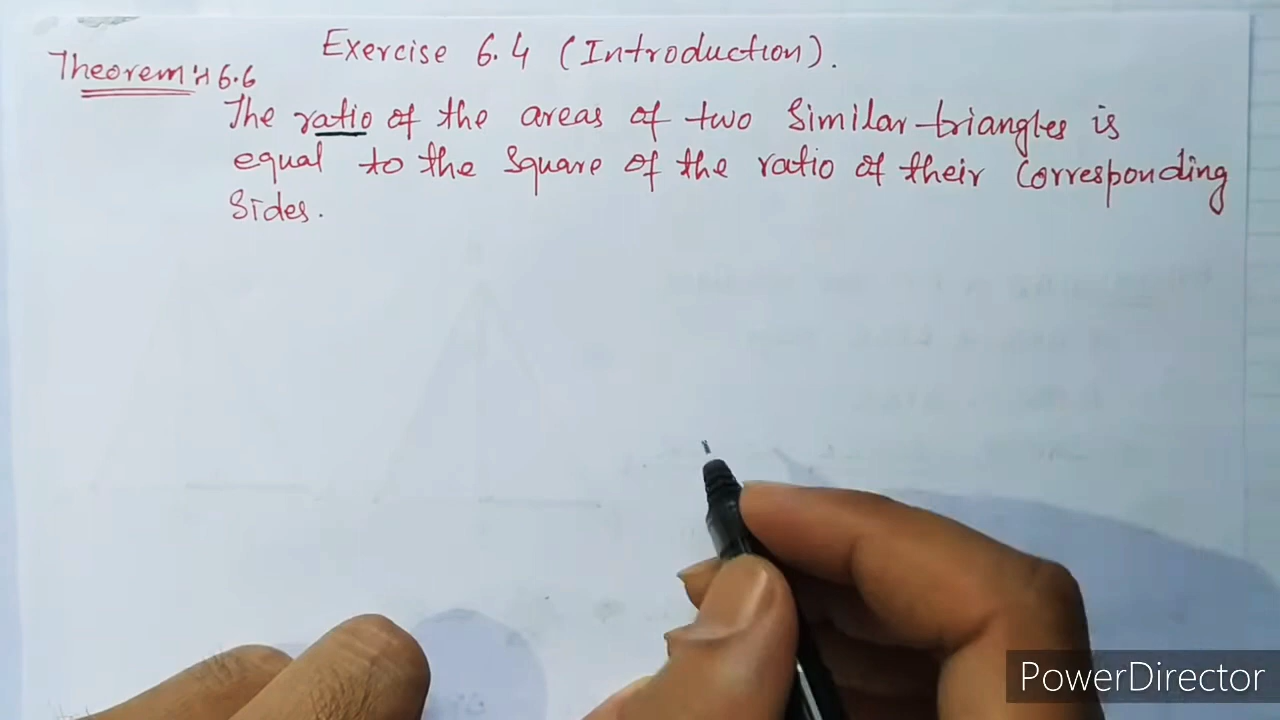 Exercise 6.4 (Introduction).
Theorem:- 6.6
The ratio of the areas of two Similar triangles is
equal to the Square of the ratio of their Corresponding
Sides.
PowerDirector